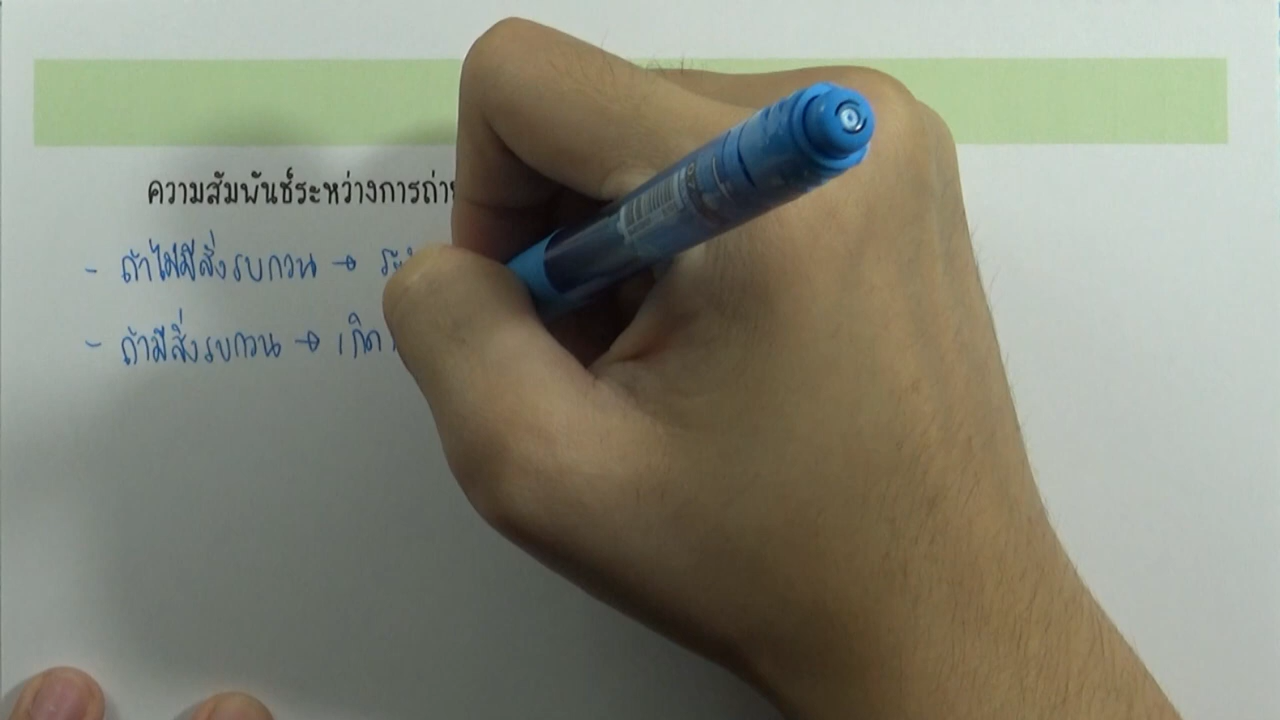 ความสัมพันธ์ระหว่างการถ่าย
- ถ้าไม่มีสิ่งรบกวน →
- ถ้ามีสิ่งรบกวน → เกิด